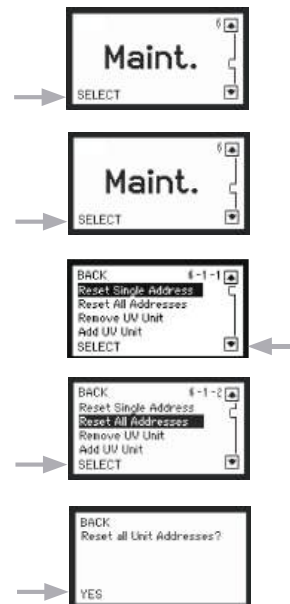 6
Maint.
SELECT
6
Maint.
SELECT
BACK 6-1-1
Reset Single Address
Reset All Addresses
Remove UV Unit
Add UV Unit
SELECT
BACK 6-1-2
Reset Single Address
Reset All Addresses
Remove UV Unit
Add UV Unit
SELECT
BACK
Reset all Unit Addresses?
YES